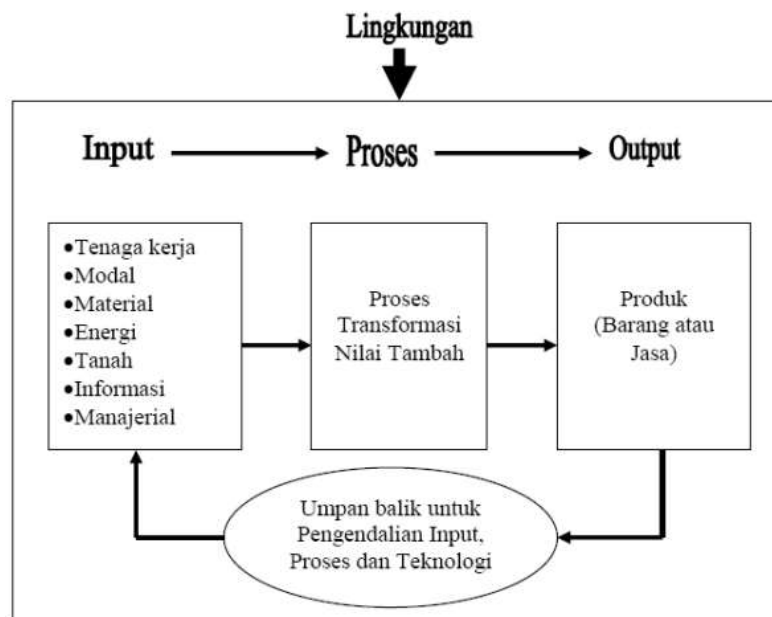 Lingkungan
Input
Proses
Output
•Tenaga kerja
•Modal
•Material
•Energi
•Tanah
•Informasi
•Manajerial
Proses
Transformasi
Nilai Tambah
Produk
(Barang atau
Jasa)
Umpan balik untuk
Pengendalian Input,
Proses dan Teknologi